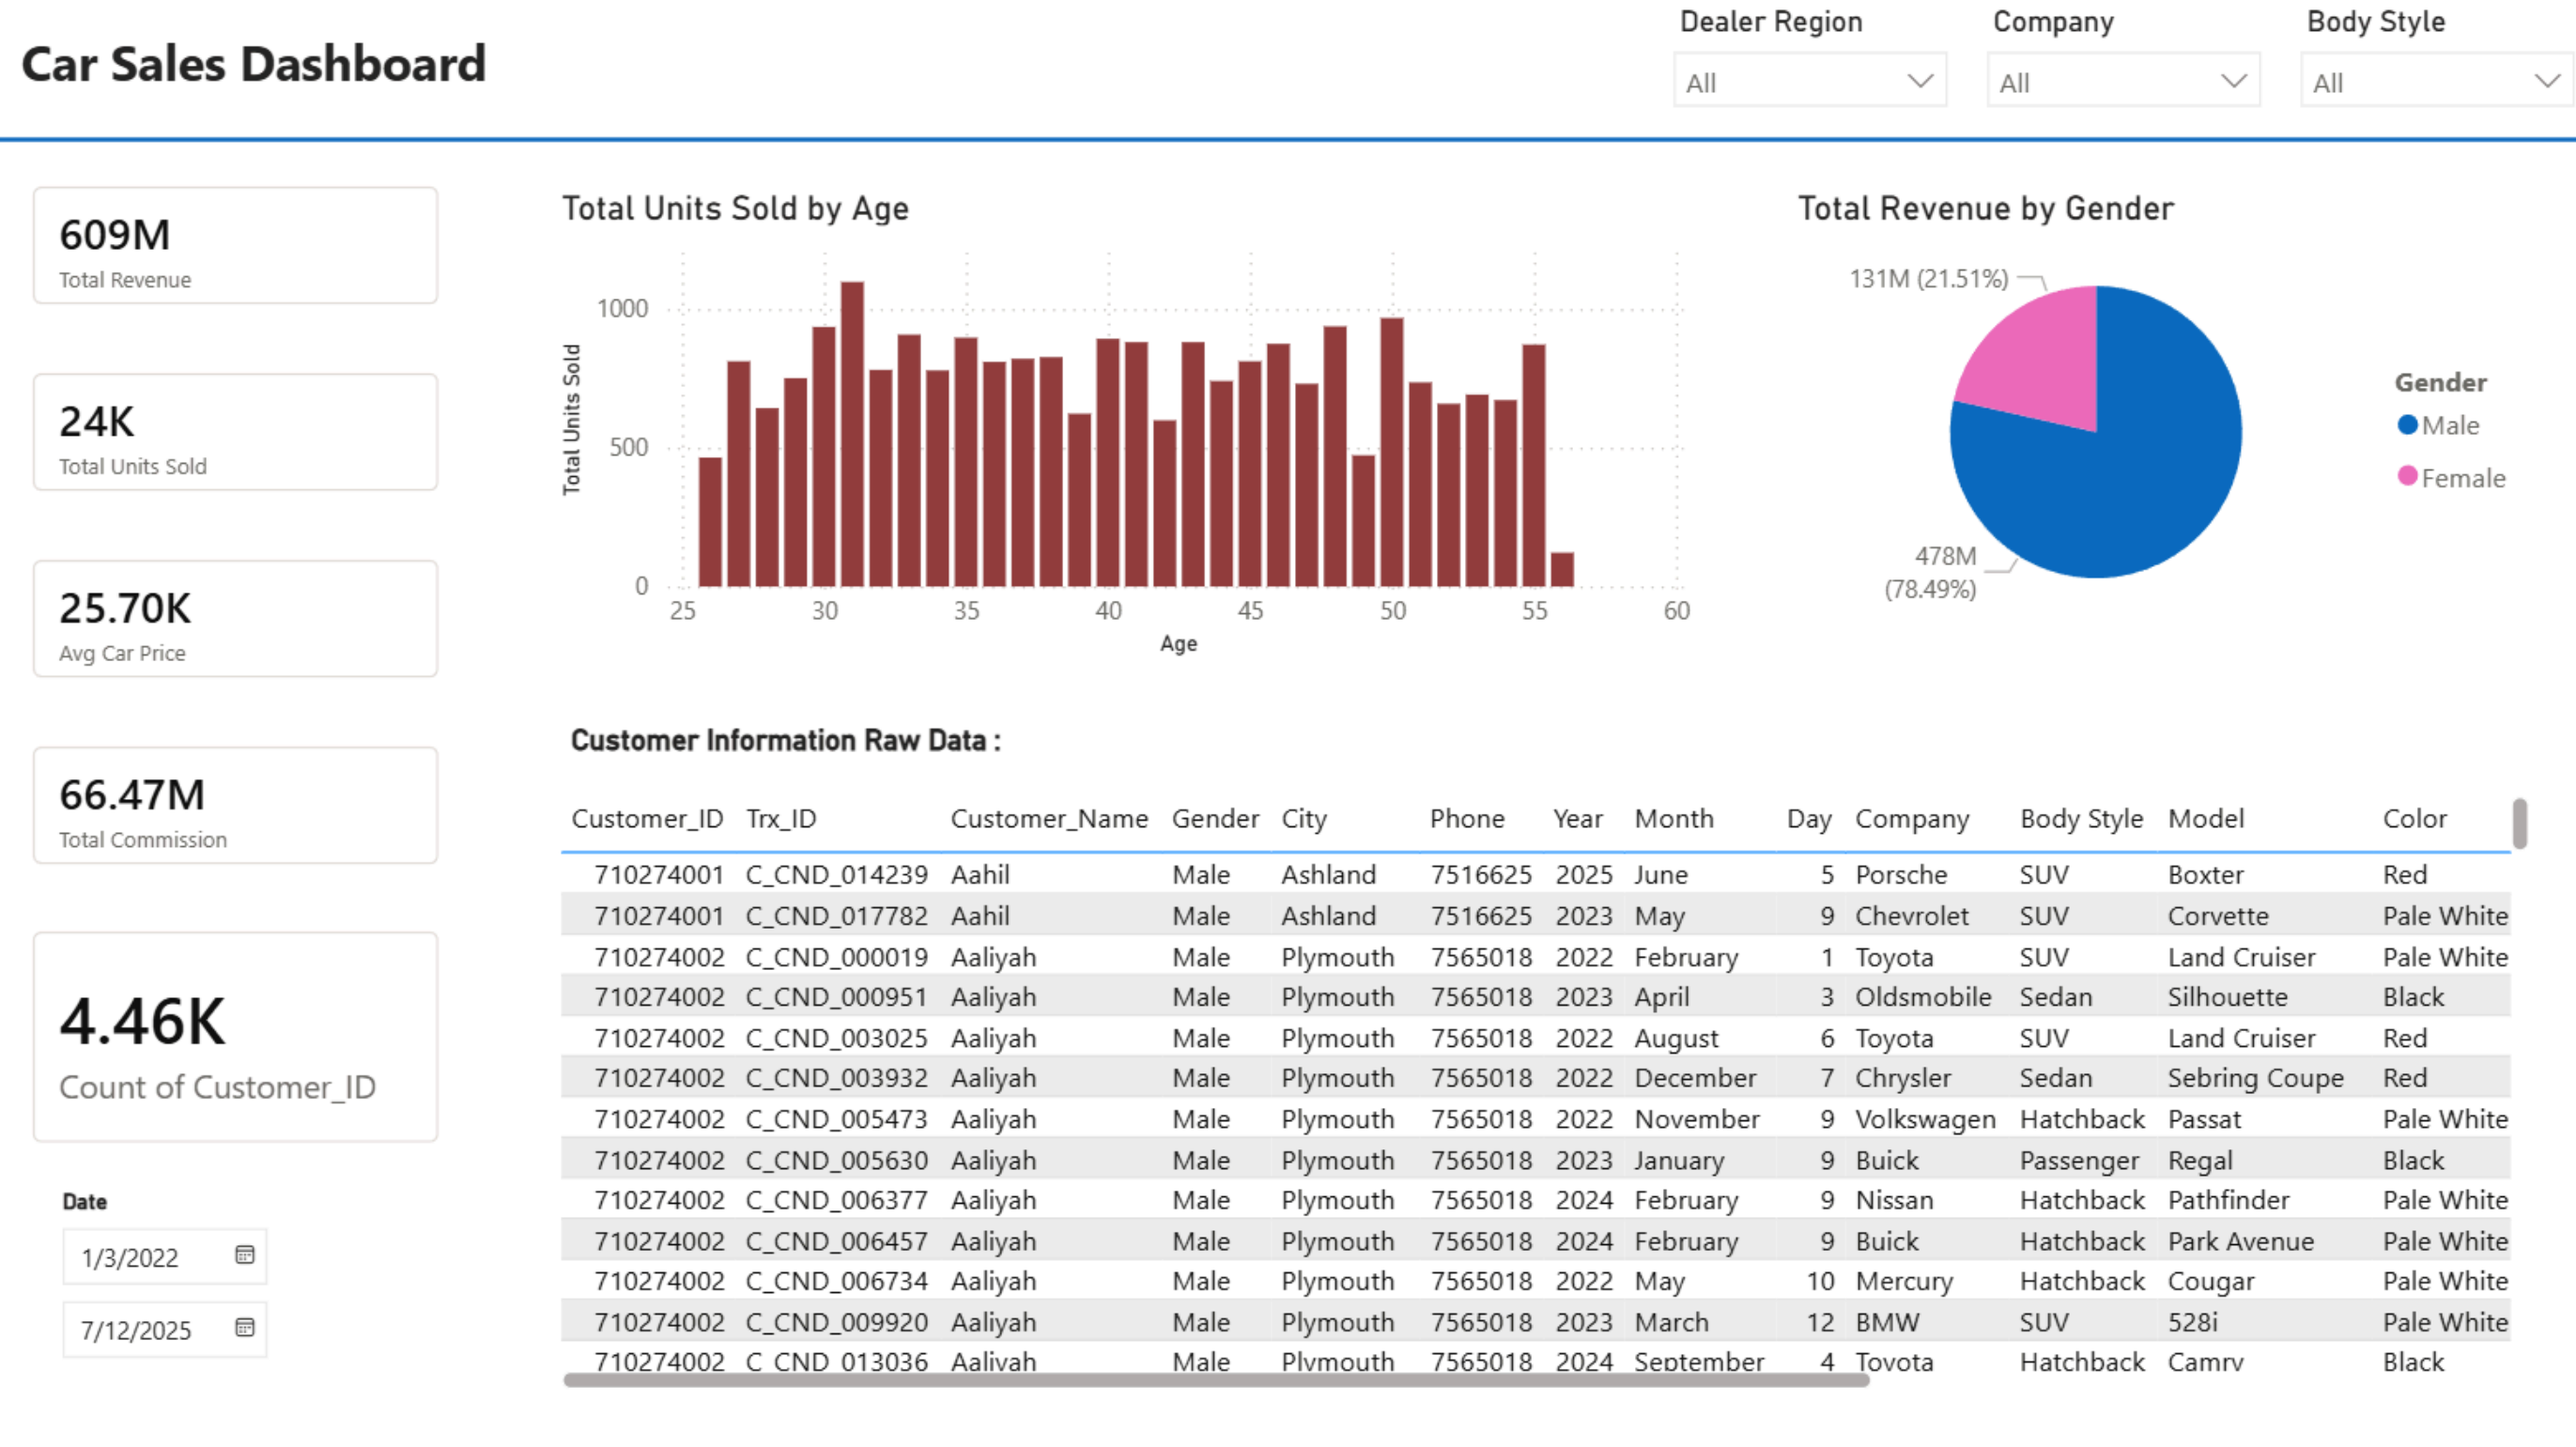 Car Sales Dashboard
Dealer Region
All
Company
All
Body Style
All
609M
Total Revenue
24K
Total Units Sold
25.70K
Avg Car Price
66.47M
Total Commission
4.46K
Count of Customer_ID
Date
1/3/2022
7/12/2025
Total Units Sold by Age
Total Units Sold
1000
500
0
25 30 35 40 45 50 55 60
Age
Total Revenue by Gender
131M (21.51%)
478M
(78.49%)
Gender
Male
Female
Customer Information Raw Data :
Customer_ID Trx_ID Customer_Name Gender City Phone Year Month Day Company Body Style Model Color
710274001 C_CND_014239 Aahil Male Ashland 7516625 2025 June 5 Porsche SUV Boxter Red
710274001 C_CND_017782 Aahil Male Ashland 7516625 2023 May 9 Chevrolet SUV Corvette Pale White
710274002 C_CND_000019 Aaliyah Male Plymouth 7565018 2022 February 1 Toyota SUV Land Cruiser Pale White
710274002 C_CND_000951 Aaliyah Male Plymouth 7565018 2023 April 3 Oldsmobile Sedan Silhouette Black
710274002 C_CND_003025 Aaliyah Male Plymouth 7565018 2022 August 6 Toyota SUV Land Cruiser Red
710274002 C_CND_003932 Aaliyah Male Plymouth 7565018 2022 December 7 Chrysler Sedan Sebring Coupe Red
710274002 C_CND_005473 Aaliyah Male Plymouth 7565018 2022 November 9 Volkswagen Hatchback Passat Pale White
710274002 C_CND_005630 Aaliyah Male Plymouth 7565018 2023 January 9 Buick Passenger Regal Black
710274002 C_CND_006377 Aaliyah Male Plymouth 7565018 2024 February 9 Nissan Hatchback Pathfinder Pale White
710274002 C_CND_006457 Aaliyah Male Plymouth 7565018 2024 February 9 Buick Hatchback Park Avenue Pale White
710274002 C_CND_006734 Aaliyah Male Plymouth 7565018 2022 May 10 Mercury Hatchback Cougar Pale White
710274002 C_CND_009920 Aaliyah Male Plymouth 7565018 2023 March 12 BMW SUV 528i Pale White
710274002 C_CND_013036 Aaliyah Male Plymouth 7565018 2024 September 4 Toyota Hatchback Camry Black